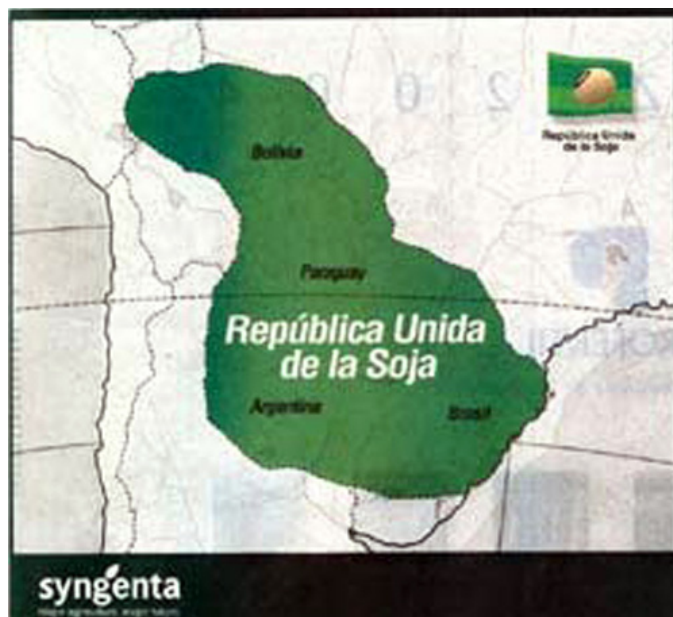 República Unida
de la Soja
Bolivia
Paraguay
República Unida
de la Soja
Argentina
Brasil
syngenta